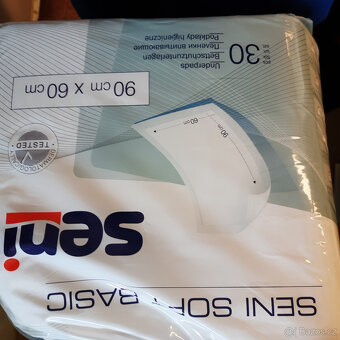 SENI SOFT BASIC
seni
90 cm
60 cm
DERMATOLOGICALLY
TESTED
90 cm x 60 cm
30
Underpads
Bettschutzunterlagen
Пеленки впитывающие
Podkłady higieniczne